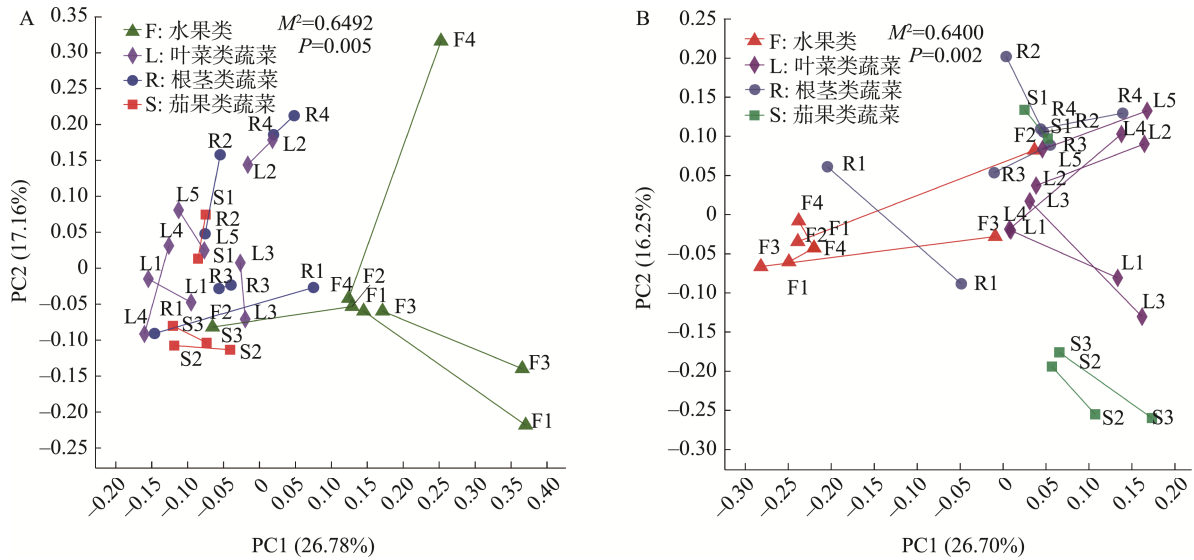 A
M²=0.6492
P=0.005
F: 水果类
L: 叶菜类蔬菜
R: 根茎类蔬菜
S: 茄果类蔬菜
PC2 (17.16%)
0.35
0.30
0.25
0.20
0.15
0.10
0.05
0
–0.05
–0.10
–0.15
–0.20
–0.25
F4
R4
R4
L2
L2
R2
L5
S1
R2
L5
S1
L4
L3
L1
L1
R3
R3
R1
F4
F2
F1
F3
L4
R1
S3
F2
S3
L3
S2
S2
F3
F1
–0.20
–0.15
–0.10
–0.05
0
0.05
0.10
0.15
0.20
0.25
0.30
0.35
0.40
PC1 (26.78%)
B
M²=0.6400
P=0.002
F: 水果类
L: 叶菜类蔬菜
R: 根茎类蔬菜
S: 茄果类蔬菜
PC2 (16.25%)
0.25
0.20
0.15
0.10
0.05
0
–0.05
–0.10
–0.15
–0.20
–0.25
–0.30
R2
S1
R4
R4
L5
S1
R2
L4
L2
F2
R3
L5
R3
L2
L3
R1
F4
F2
F1
F3
L4
L1
F3
F4
F1
R1
L1
L3
S3
S2
S2
S3
–0.30
–0.25
–0.20
–0.15
–0.10
–0.05
0
0.05
0.10
0.15
0.20
PC1 (26.70%)